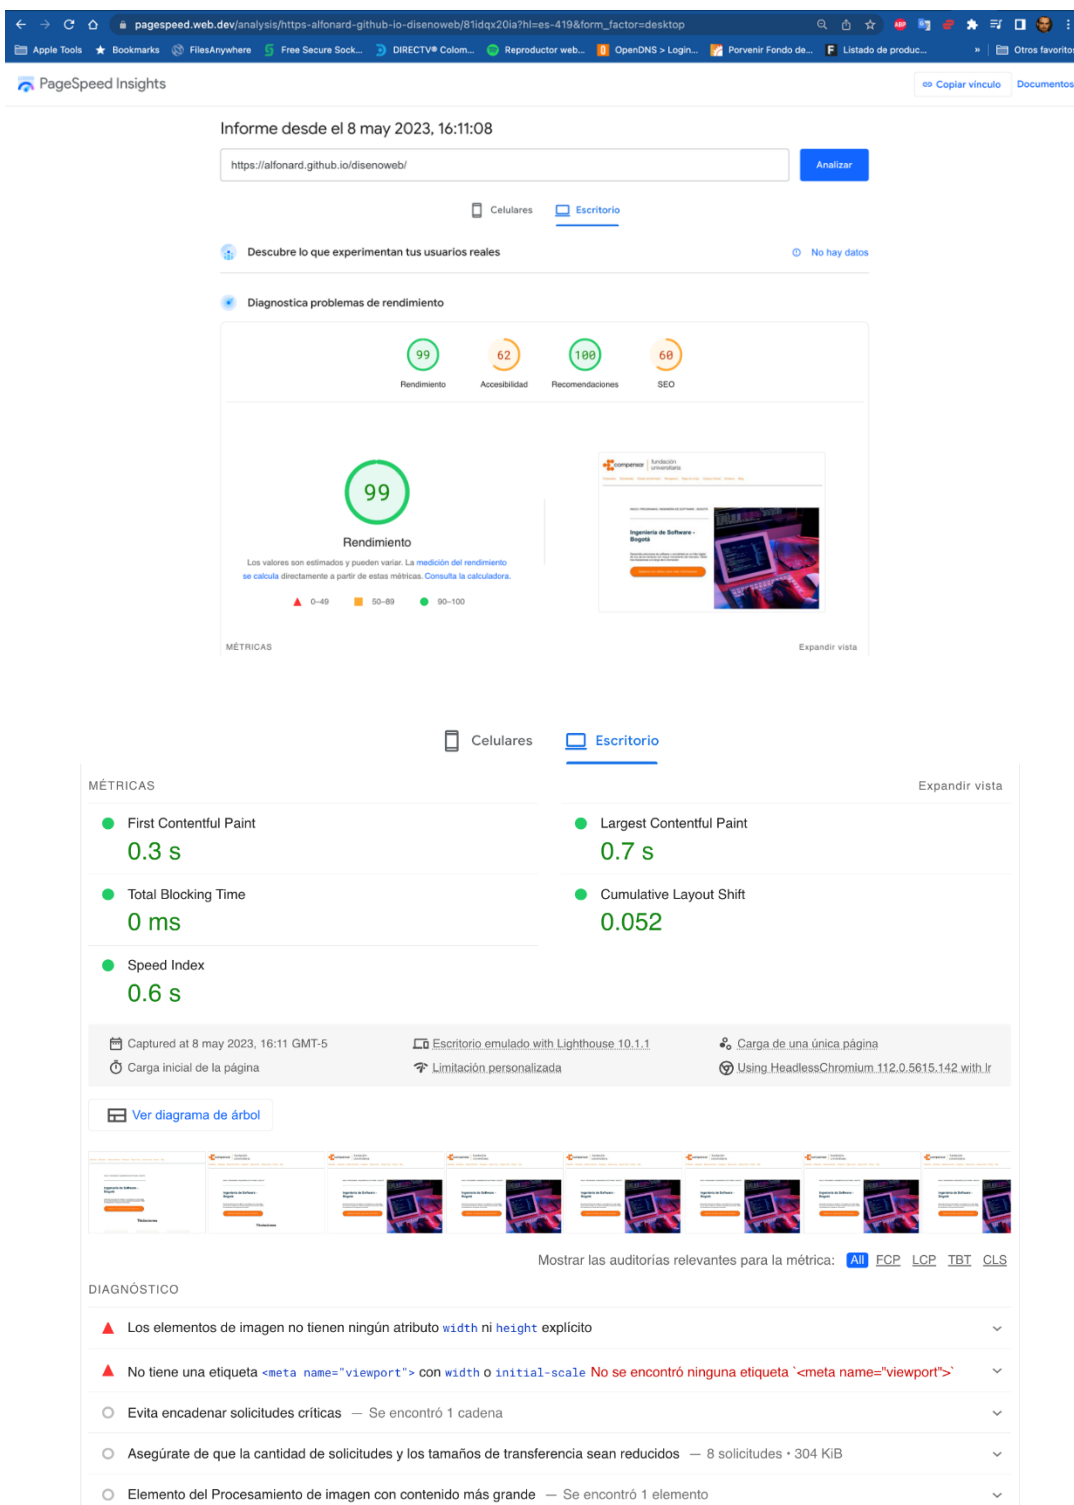 pagespeed.web.dev/analysis/https-alfonard-github-io-disenoweb/81idqx20ia?hl=es-419&form_factor=desktop
Apple Tools Bookmarks FilesAnywhere Free Secure Sock... DIRECTV® Colom... Reproductor web... OpenDNS > Login... Porvenir Fondo de... Listado de produc... » Otros favoritos
PageSpeed Insights Copiar vínculo Documentos
Informe desde el 8 may 2023, 16:11:08
https://alfonard.github.io/disenoweb/ Analizar
Celulares Escritorio
Descubre lo que experimentan tus usuarios reales No hay datos
Diagnostica problemas de rendimiento
99 62 100 60
Rendimiento Accesibilidad Recomendaciones SEO
compensar fundación
universitaria
99
Ingeniería de Software -
Bogotá
Rendimiento
Los valores son estimados y pueden variar. La medición del rendimiento
se calcula directamente a partir de estas métricas. Consulta la calculadora.
0–49 50–89 90–100
MÉTRICAS Expandir vista
Celulares Escritorio
MÉTRICAS Expandir vista
First Contentful Paint Largest Contentful Paint
0.3 s 0.7 s
Total Blocking Time Cumulative Layout Shift
0 ms 0.052
Speed Index
0.6 s
Captured at 8 may 2023, 16:11 GMT-5 Escritorio emulado with Lighthouse 10.1.1 Carga de una única página
Carga inicial de la página Limitación personalizada Using HeadlessChromium 112.0.5615.142 with lr
Ver diagrama de árbol
Mostrar las auditorías relevantes para la métrica: All FCP LCP TBT CLS
DIAGNÓSTICO
Los elementos de imagen no tienen ningún atributo width ni height explícito
No tiene una etiqueta <meta name="viewport"> con width o initial-scale No se encontró ninguna etiqueta `<meta name="viewport">`
Evita encadenar solicitudes críticas — Se encontró 1 cadena
Asegúrate de que la cantidad de solicitudes y los tamaños de transferencia sean reducidos — 8 solicitudes • 304 KiB
Elemento del Procesamiento de imagen con contenido más grande — Se encontró 1 elemento